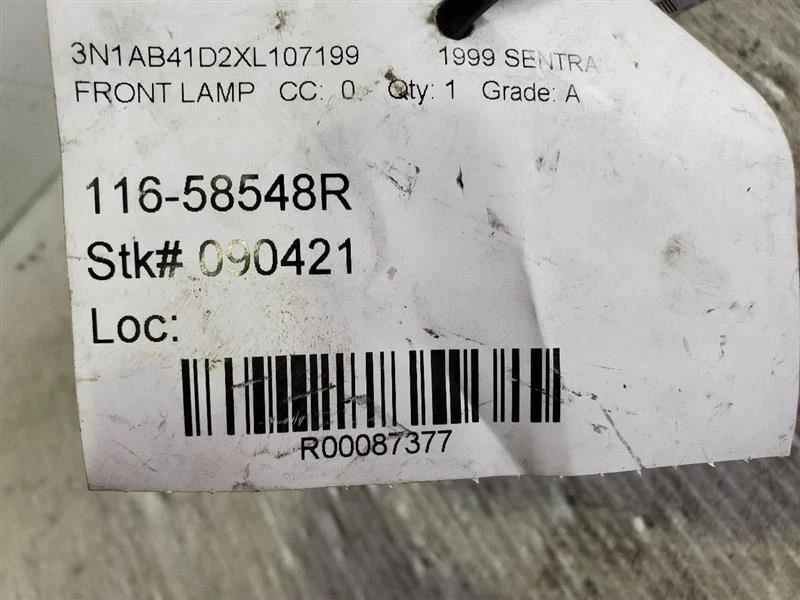 3N1AB41D2XL107199 1999 SENTRA
FRONT LAMP CC: 0 Qty: 1 Grade: A
116-58548R
Stk# 090421
Loc:
R00087377